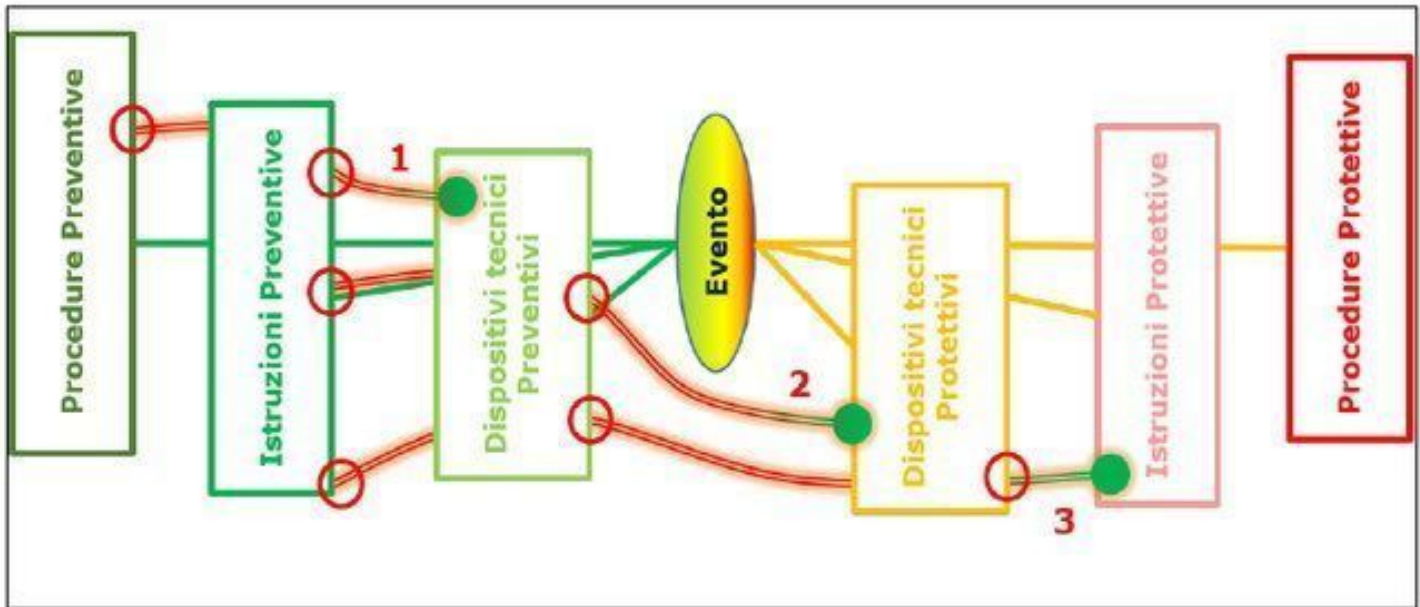 Procedure Preventive
Istruzioni Preventive
1
Dispositivi tecnici
Preventivi
Evento
2
Dispositivi tecnici
Protettivi
3
Istruzioni Protettive
Procedure Protettive